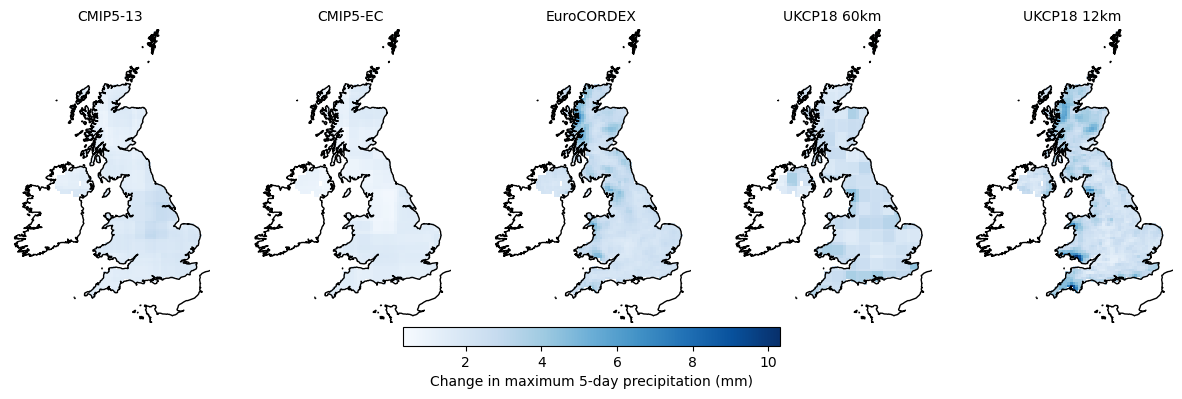 CMIP5-13
CMIP5-EC
EuroCORDEX
UKCP18 60km
UKCP18 12km
2 4 6 8 10
Change in maximum 5-day precipitation (mm)